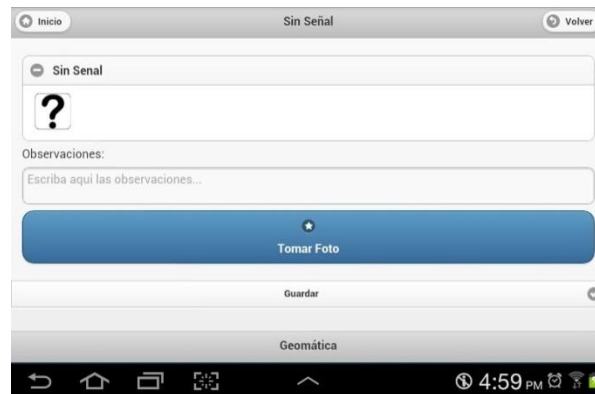 Inicio
Sin Señal
Volver
Sin Senal
?
Observaciones:
Escriba aqui las observaciones...
Tomar Foto
Guardar
Geomática
4:59 PM